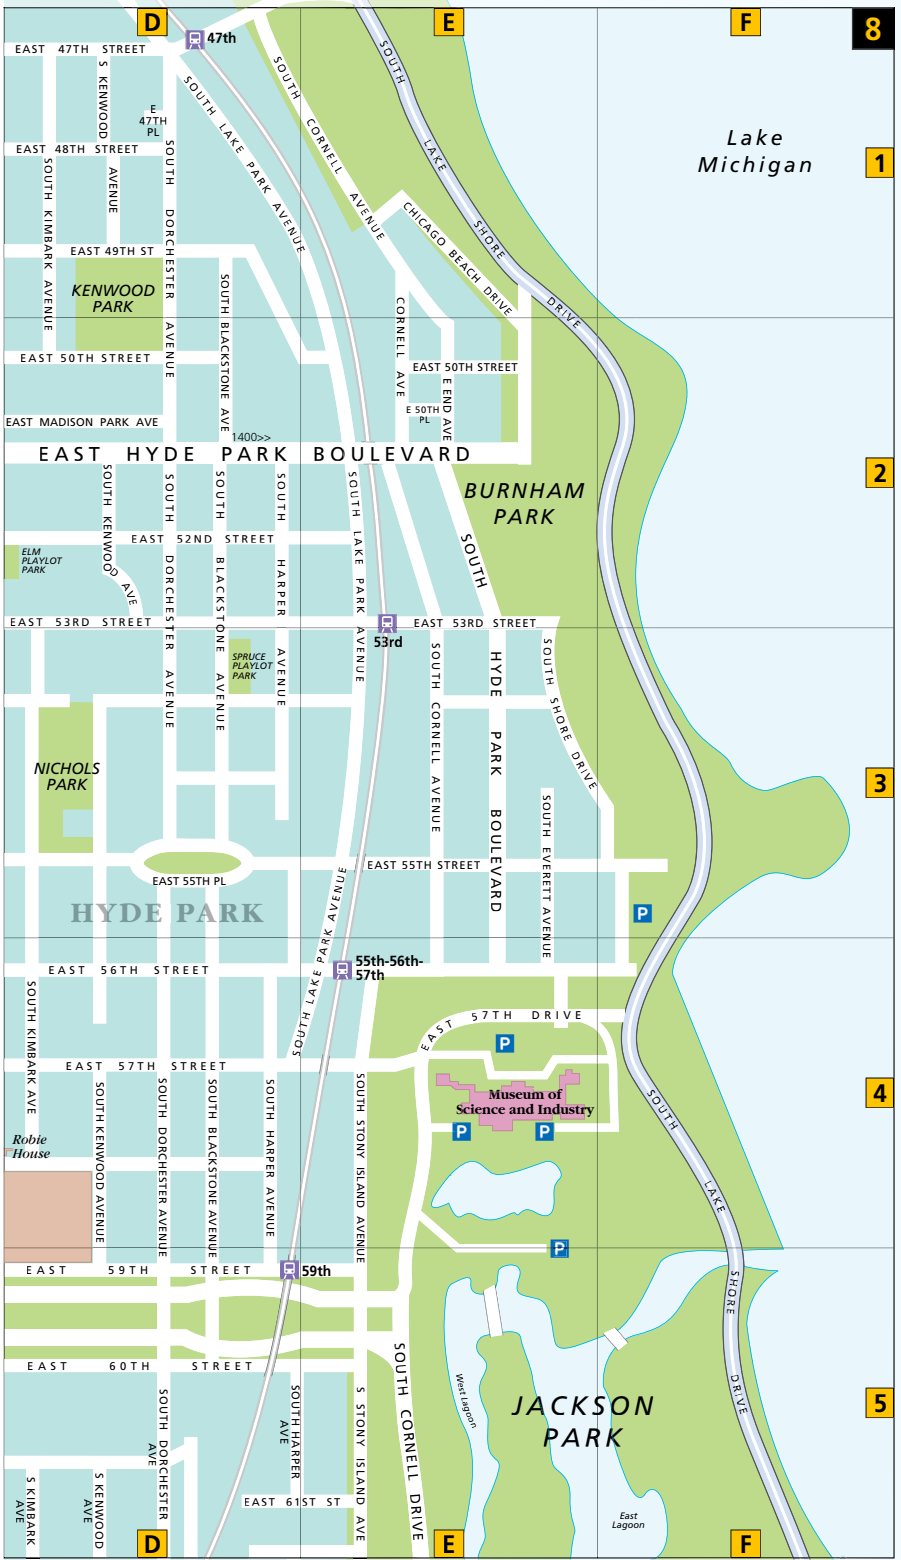 D
E
F
8
47th
EAST 47TH STREET
S KENWOOD
AVENUE
E
47TH
PL
SOUTH LAKE PARK AVENUE
SOUTH CORNELL AVENUE
SOUTH LAKE SHORE DRIVE
Lake
Michigan
1
EAST 48TH STREET
SOUTH KIMBARK AVENUE
SOUTH DORCHESTER AVENUE
CHICAGO BEACH DRIVE
EAST 49TH ST
KENWOOD
PARK
SOUTH BLACKSTONE AVE
CORNELL AVE
EAST 50TH STREET
EAST 50TH STREET
E END AVE
E 50TH
PL
EAST MADISON PARK AVE
1400>>
EAST HYDE PARK BOULEVARD
2
BURNHAM
PARK
SOUTH KENWOOD AVE
SOUTH DORCHESTER AVENUE
SOUTH BLACKSTONE AVENUE
SOUTH HARPER AVENUE
SOUTH LAKE PARK AVENUE
EAST 52ND STREET
ELM
PLAYLOT
PARK
EAST 53RD STREET
53rd
EAST 53RD STREET
SPRUCE
PLAYLOT
PARK
SOUTH CORNELL AVENUE
SOUTH HYDE PARK BOULEVARD
SOUTH SHORE DRIVE
NICHOLS
PARK
3
SOUTH EVERETT AVENUE
EAST 55TH STREET
EAST 55TH PL
HYDE PARK
P
SOUTH LAKE PARK AVENUE
55th-56th-
57th
EAST 56TH STREET
SOUTH KIMBARK AVE
EAST 57TH DRIVE
P
EAST 57TH STREET
SOUTH KENWOOD AVENUE
SOUTH DORCHESTER AVENUE
SOUTH BLACKSTONE AVENUE
SOUTH HARPER AVENUE
SOUTH STONY ISLAND AVENUE
Museum of
Science and Industry
4
P
P
Robie
House
SOUTH LAKE SHORE DRIVE
P
EAST 59TH STREET
59th
EAST 60TH STREET
SOUTH CORNELL DRIVE
West Lagoon
JACKSON
PARK
5
SOUTH DORCHESTER
AVE
SOUTH HARPER
AVE
S STONY ISLAND AVE
S KIMBARK
AVE
S KENWOOD
AVE
EAST 61ST ST
East
Lagoon
D
E
F